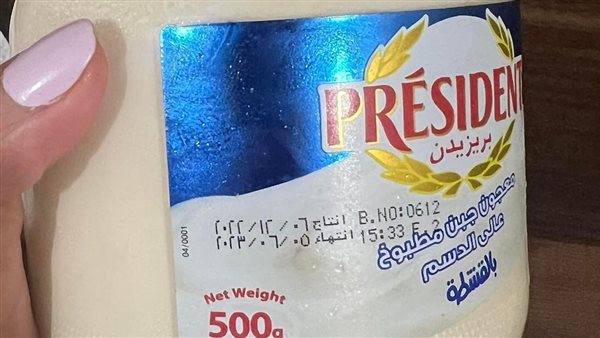 PRÉSIDENT
بريزيدن
معجون جبن مطبوخ
عالى الدسم
بالقشطة
٢٠٢٢/١٢/٠٦ انتاج B.NO:0612
٢٠٢٣/٠٦/٠٥ انتهاء 15:33 F 2
04/0001
Net Weight
500g